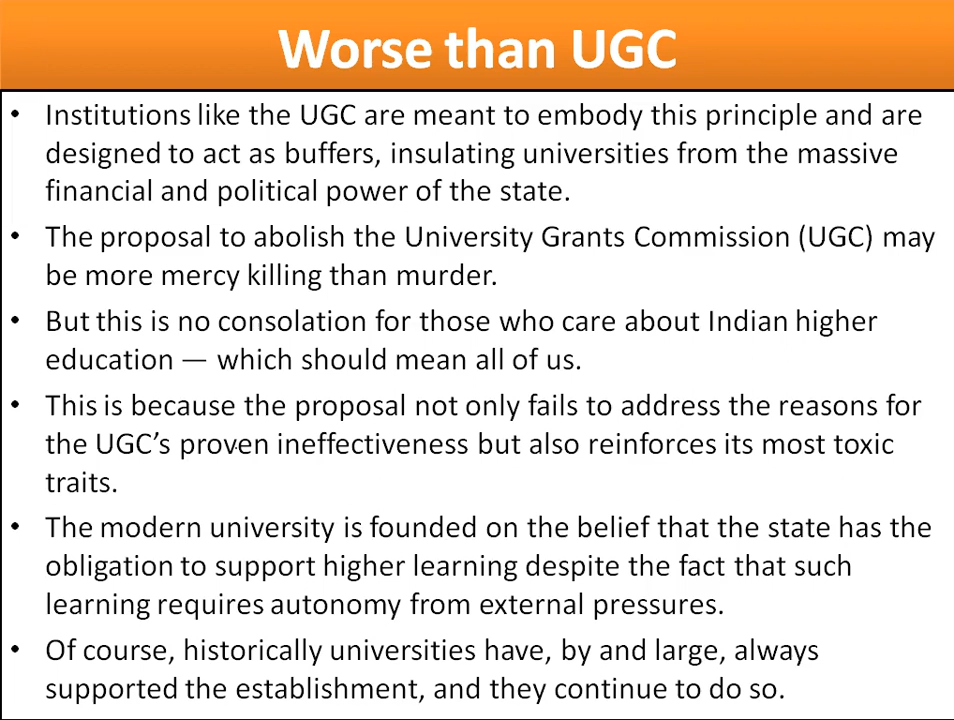 Worse than UGC
• Institutions like the UGC are meant to embody this principle and are
designed to act as buffers, insulating universities from the massive
financial and political power of the state.
• The proposal to abolish the University Grants Commission (UGC) may
be more mercy killing than murder.
• But this is no consolation for those who care about Indian higher
education — which should mean all of us.
• This is because the proposal not only fails to address the reasons for
the UGC’s proven ineffectiveness but also reinforces its most toxic
traits.
• The modern university is founded on the belief that the state has the
obligation to support higher learning despite the fact that such
learning requires autonomy from external pressures.
• Of course, historically universities have, by and large, always
supported the establishment, and they continue to do so.